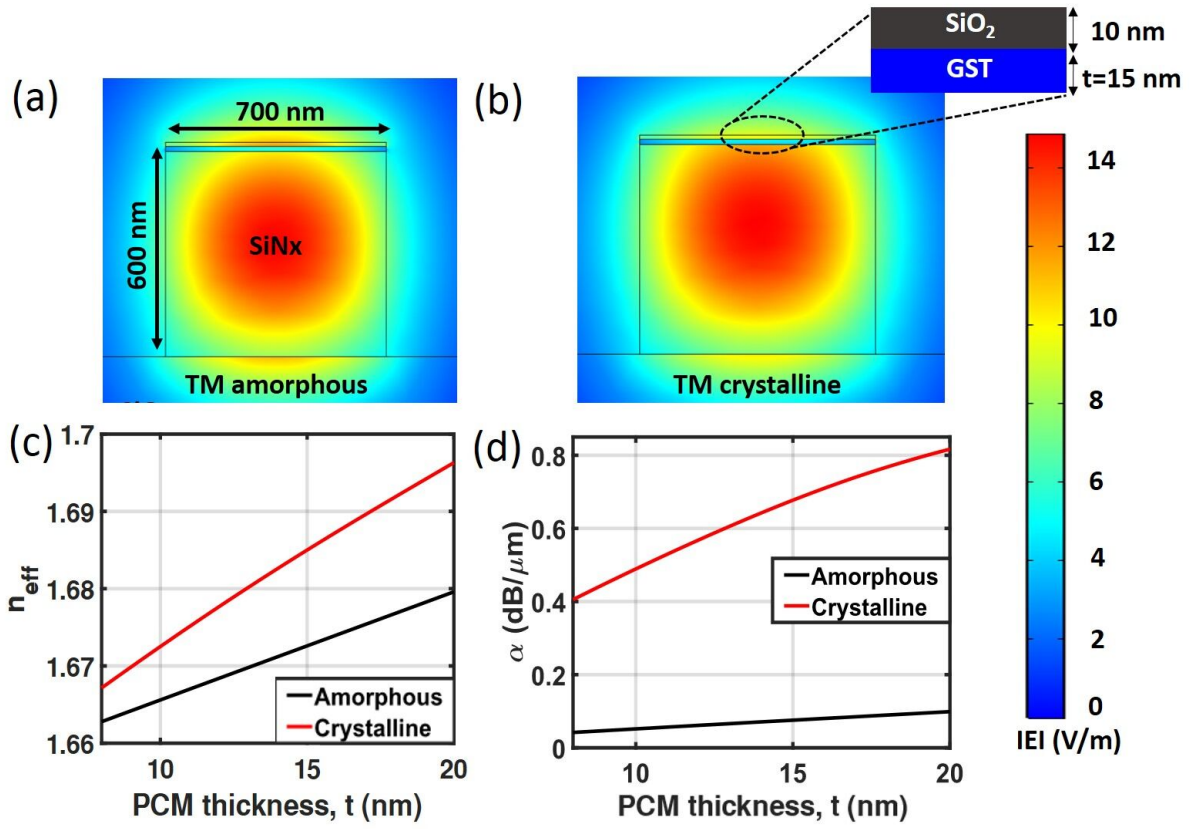 (a)
700 nm
600 nm
SiNx
TM amorphous
(b)
SiO2
10 nm
GST
t=15 nm
TM crystalline
14
12
10
8
6
4
2
0
IEI (V/m)
(c)
1.7
1.69
1.68
1.67
1.66
neff
Amorphous
Crystalline
10
15
20
PCM thickness, t (nm)
(d)
0.8
0.6
0.4
0.2
0
α (dB/μm)
Amorphous
Crystalline
10
15
20
PCM thickness, t (nm)